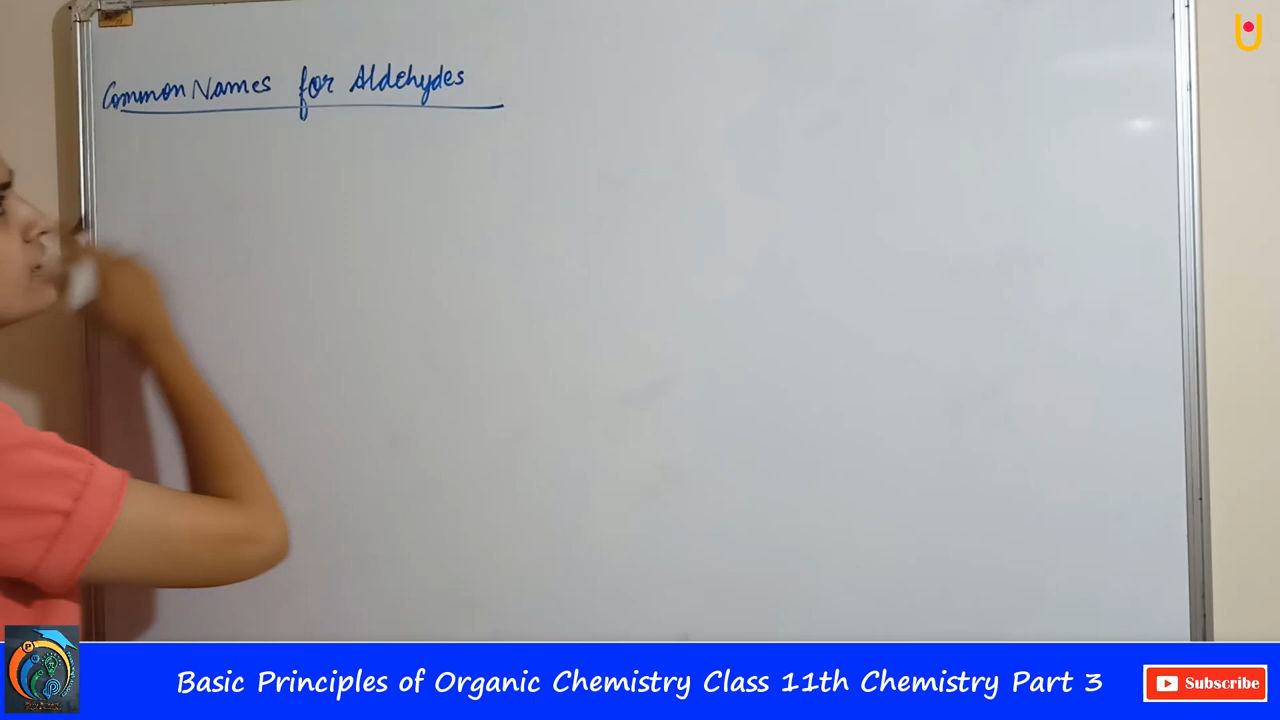 Common Names for Aldehydes
Basic Principles of Organic Chemistry Class 11th Chemistry Part 3
Subscribe